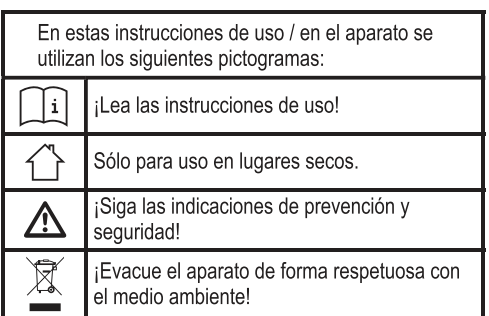 En estas instrucciones de uso / en el aparato se
utilizan los siguientes pictogramas:
i
¡Lea las instrucciones de uso!
Sólo para uso en lugares secos.
¡Siga las indicaciones de prevención y
seguridad!
¡Evacue el aparato de forma respetuosa con
el medio ambiente!